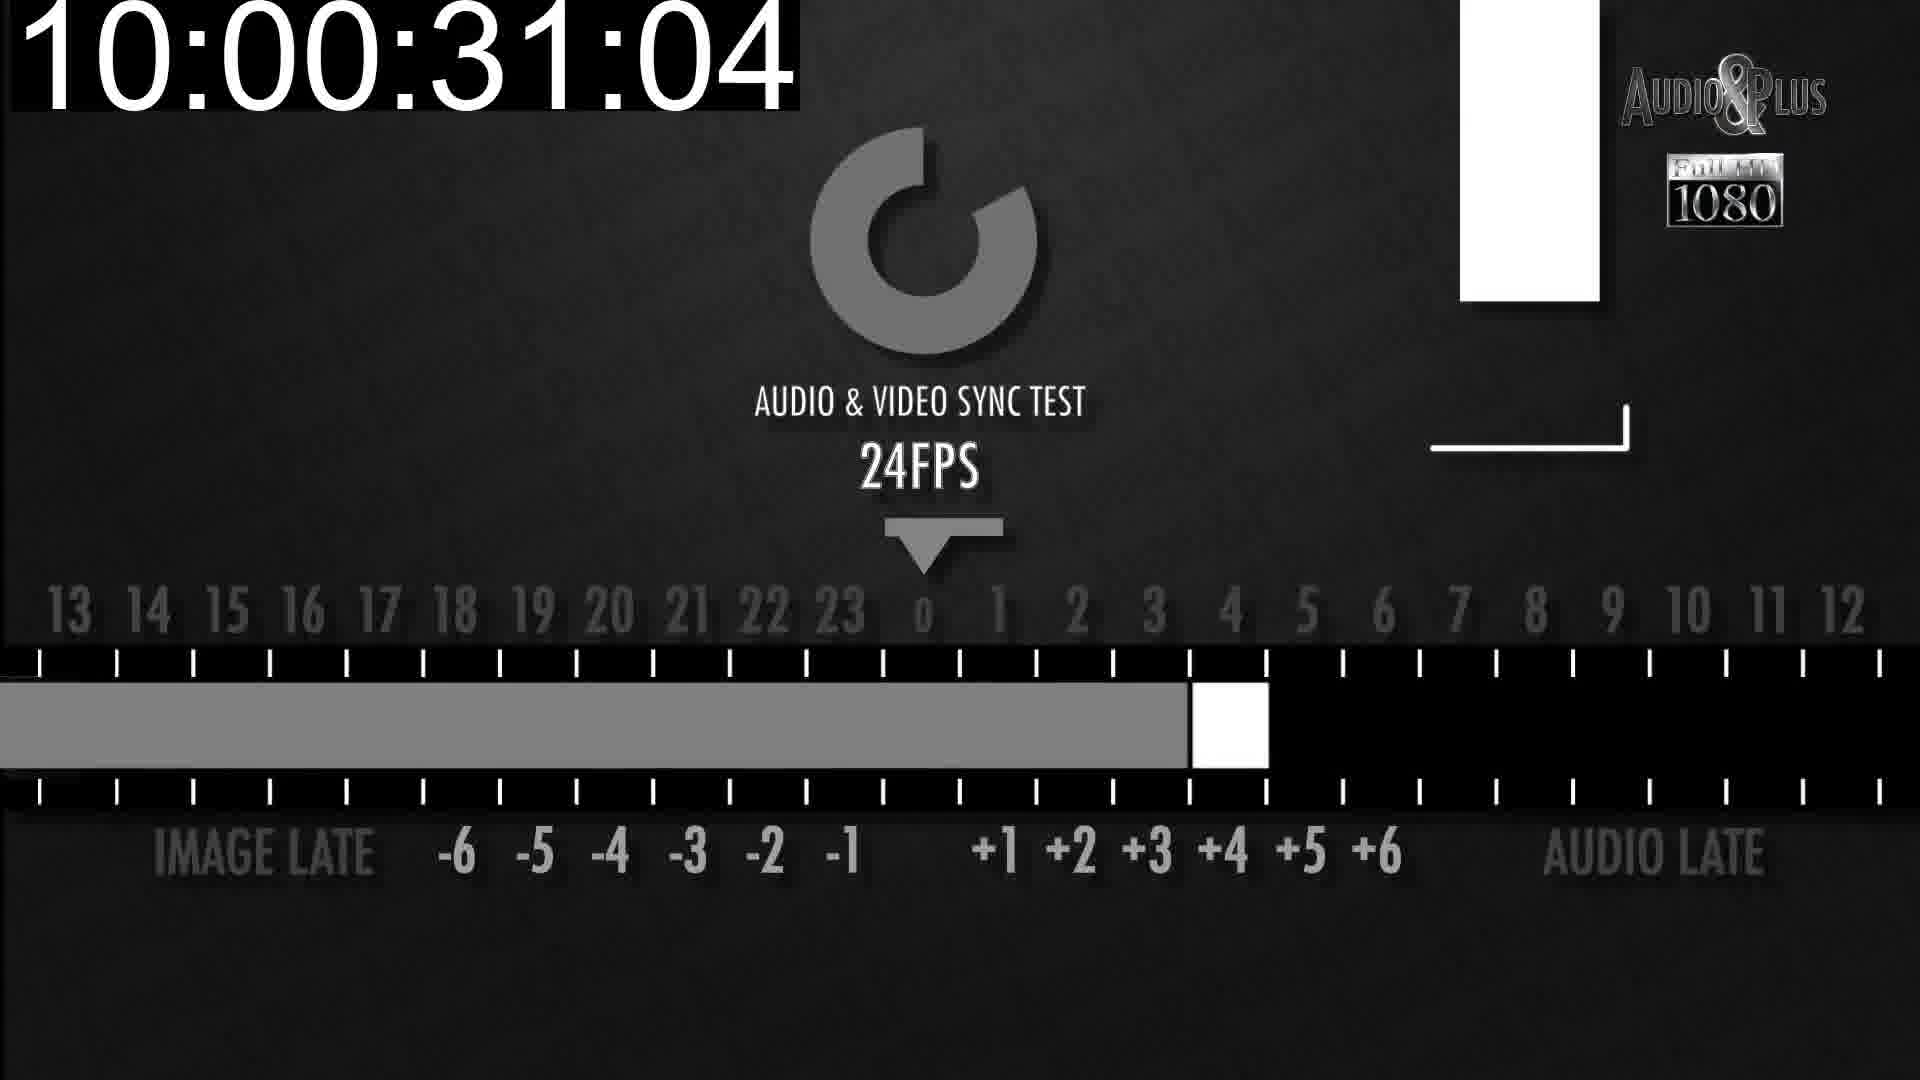 10:00:31:04
AUDIO&PLUS
Full HD
1080
AUDIO & VIDEO SYNC TEST
24FPS
13 14 15 16 17 18 19 20 21 22 23 0 1 2 3 4 5 6 7 8 9 10 11 12
IMAGE LATE -6 -5 -4 -3 -2 -1 +1 +2 +3 +4 +5 +6 AUDIO LATE